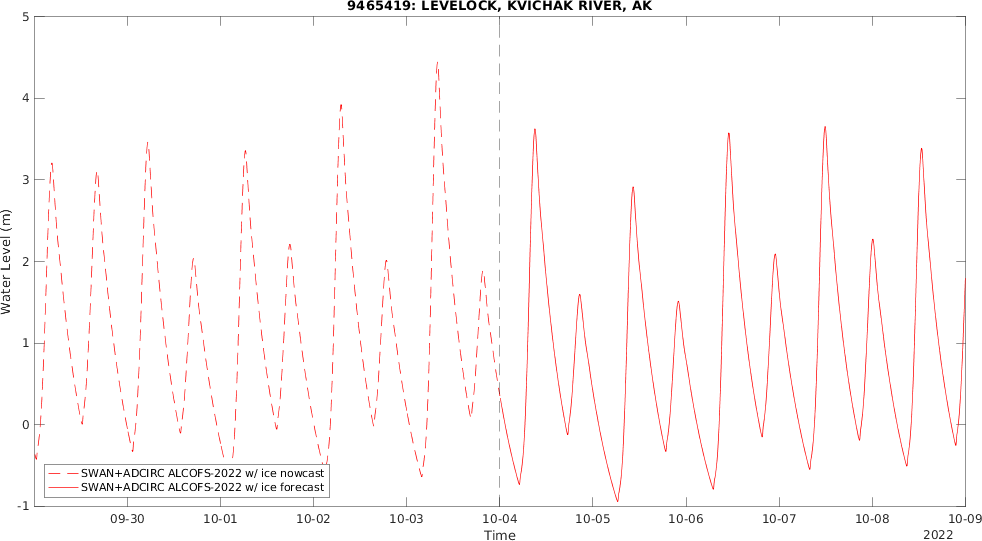 9465419: LEVELOCK, KVICHAK RIVER, AK
5
4
3
2
1
0
-1
Water Level (m)
SWAN+ADCIRC ALCOFS-2022 w/ ice nowcast
SWAN+ADCIRC ALCOFS-2022 w/ ice forecast
09-30 10-01 10-02 10-03 10-04 10-05 10-06 10-07 10-08 10-09
Time
2022